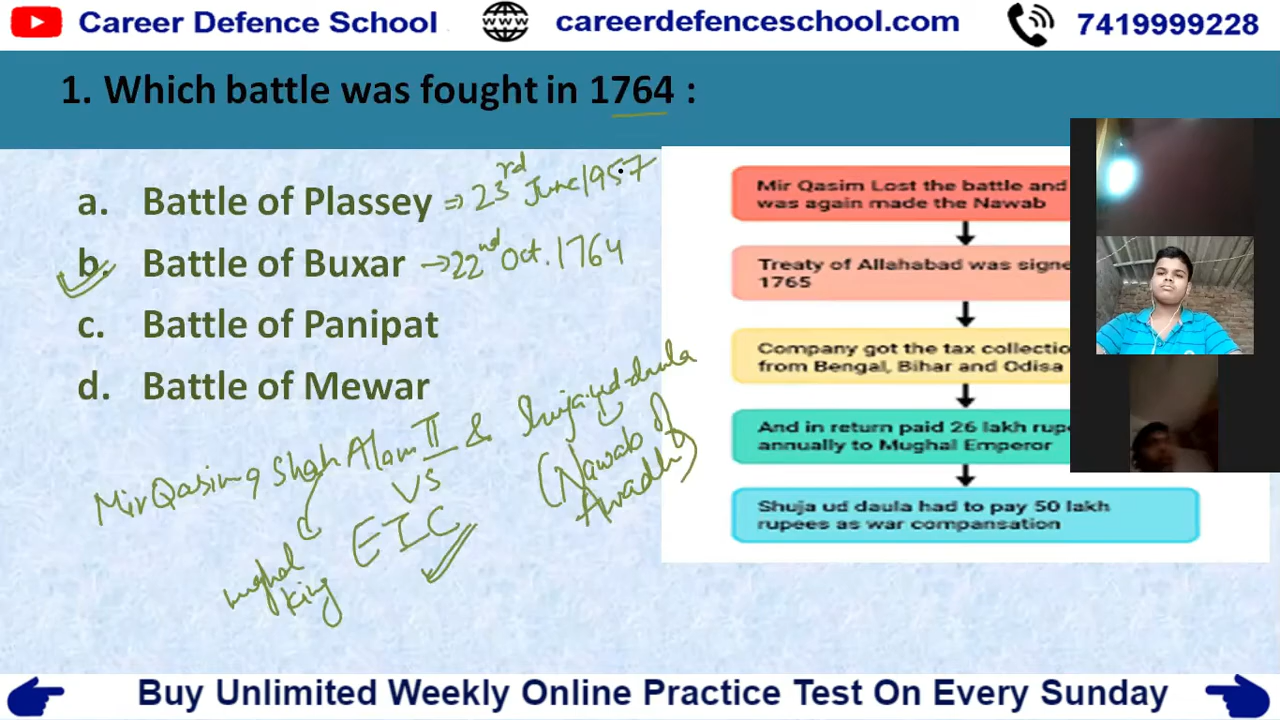 Career Defence School
careerdefenceschool.com
7419999228
1. Which battle was fought in 1764 :
a. Battle of Plassey ⇒ 23rd June 1957
b. Battle of Buxar → 22nd Oct. 1764
c. Battle of Panipat
d. Battle of Mewar
Mir Qasim, Shah Alam II & Shuja-ud-daula
(Nawab of
Awadh)
VS
EIC
mughal
King
Mir Qasim Lost the battle and
was again made the Nawab
Treaty of Allahabad was signe
1765
Company got the tax collectio
from Bengal, Bihar and Odisa
And in return paid 26 lakh rup
annually to Mughal Emperor
Shuja ud daula had to pay 50 lakh
rupees as war compansation
Buy Unlimited Weekly Online Practice Test On Every Sunday